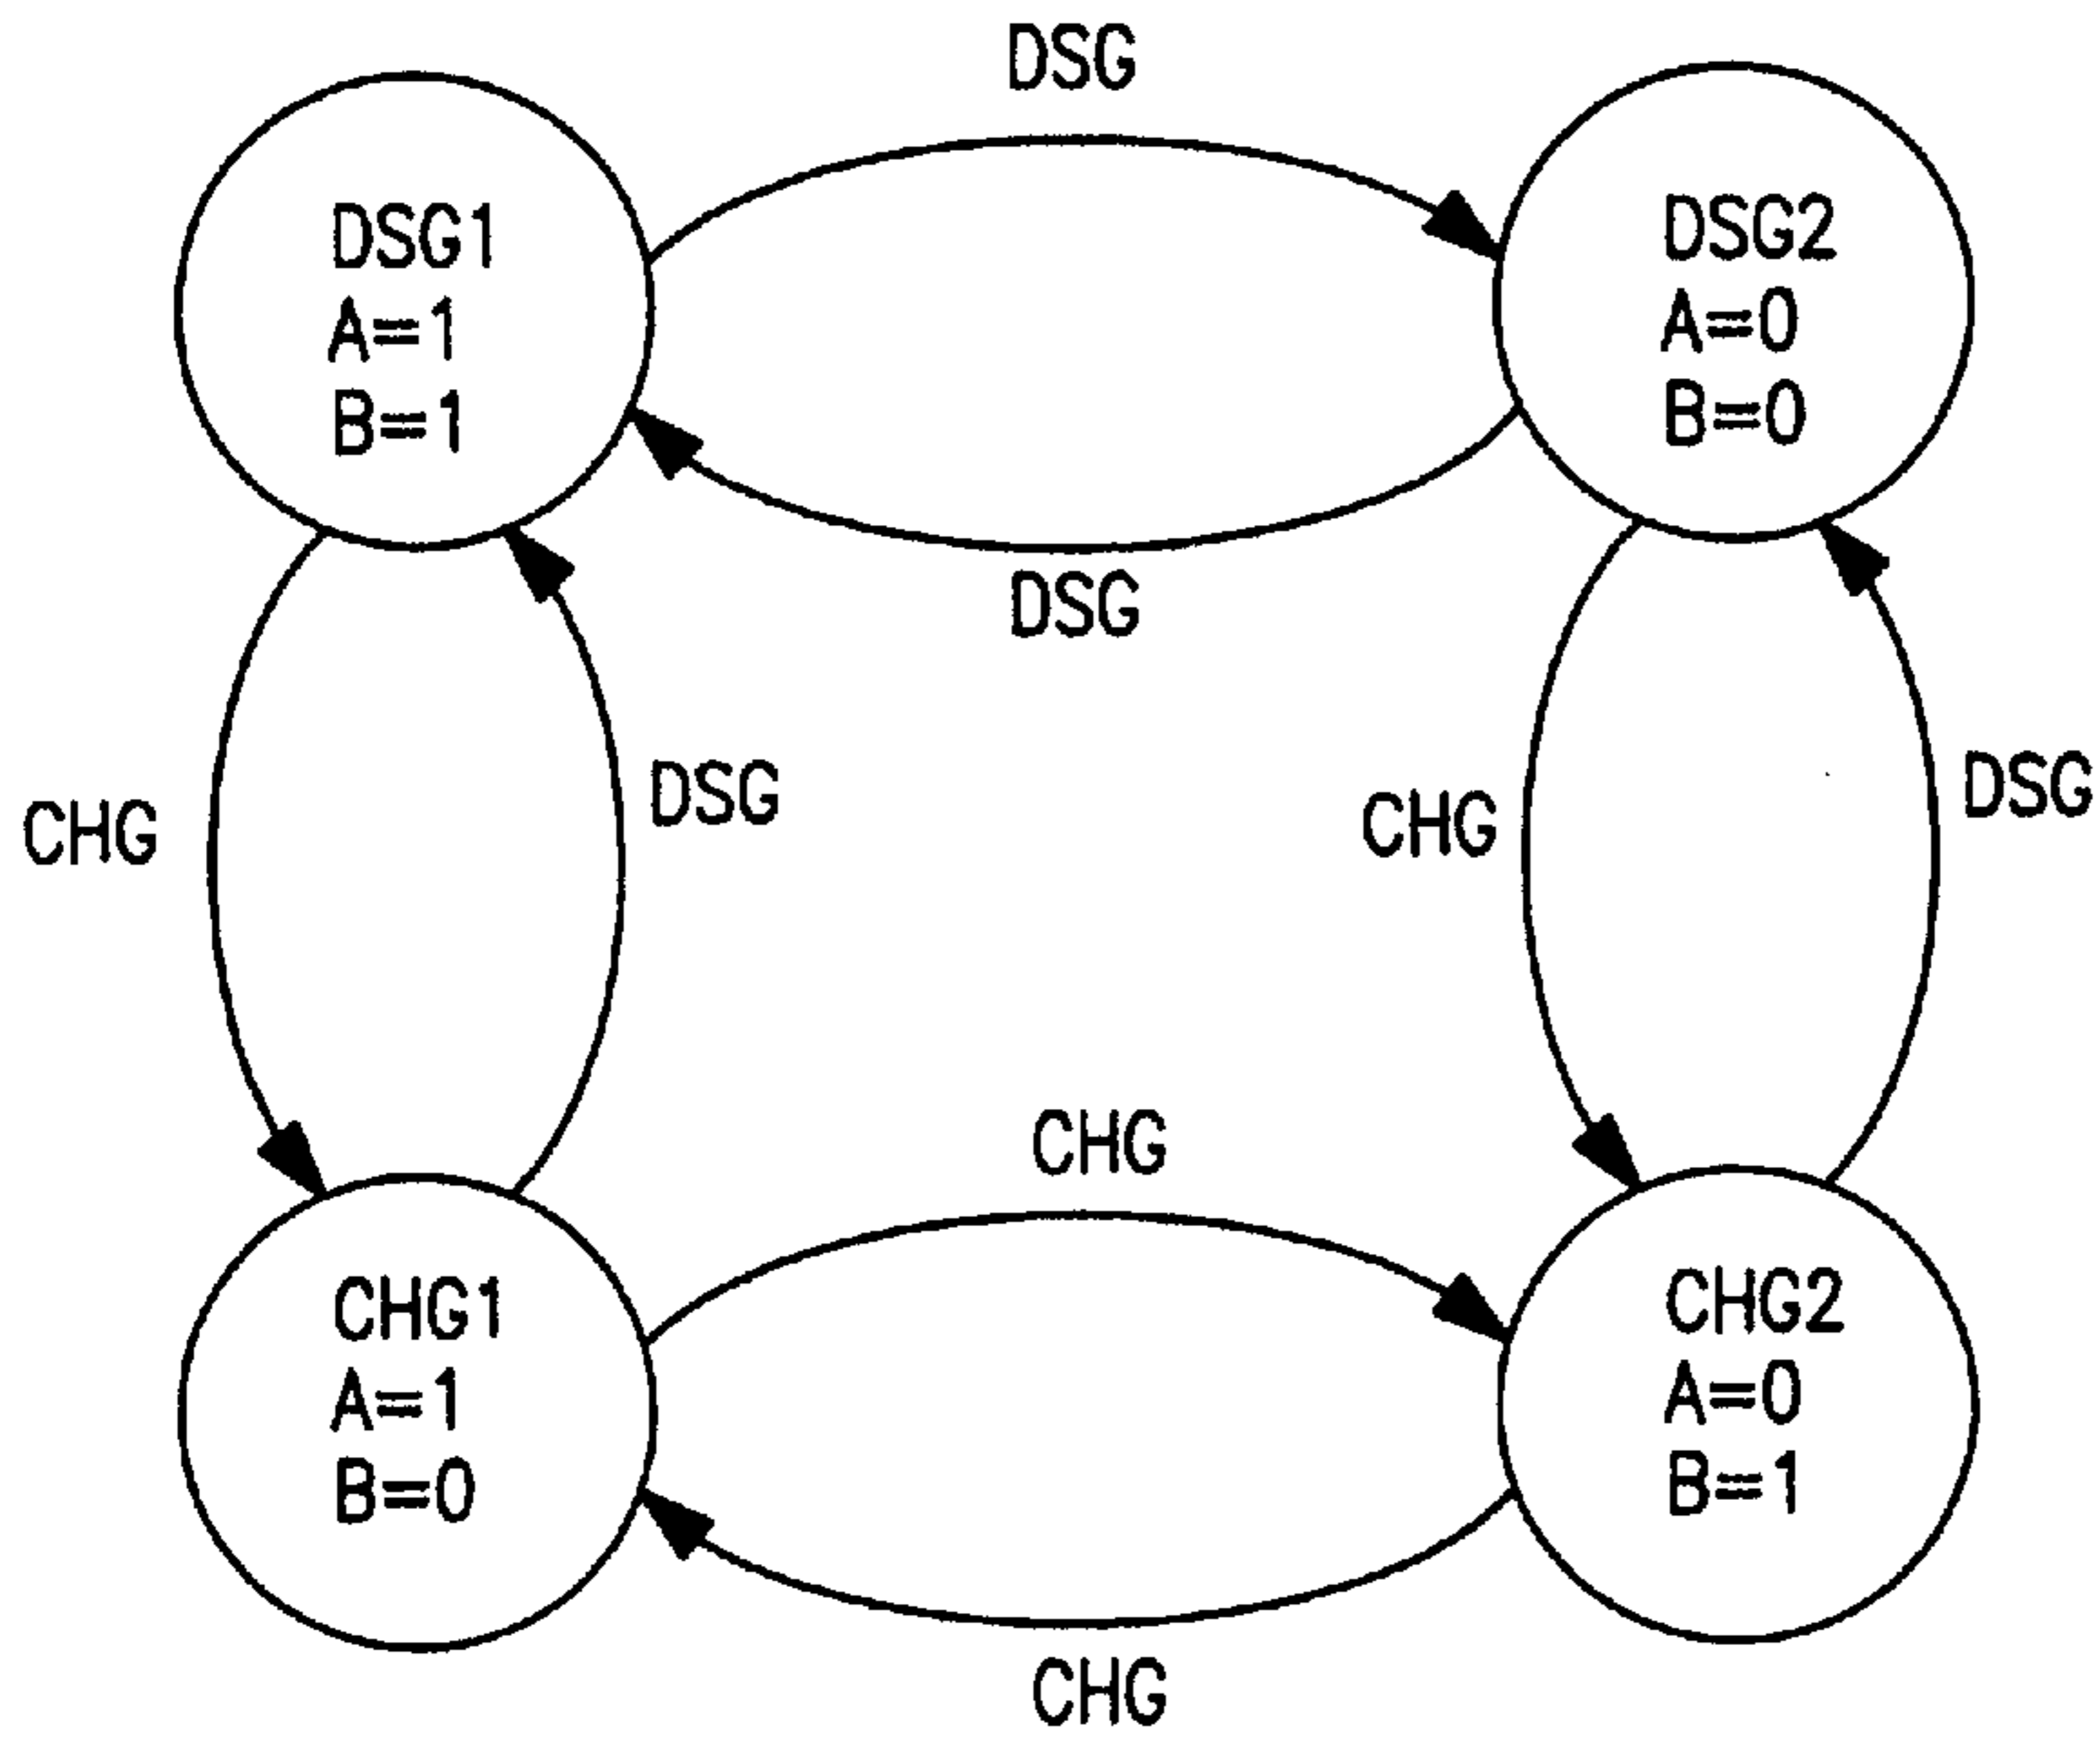 DSG
DSG1
A=1
B=1
DSG2
A=0
B=0
DSG
CHG
DSG
CHG
DSG
CHG
CHG1
A=1
B=0
CHG2
A=0
B=1
CHG